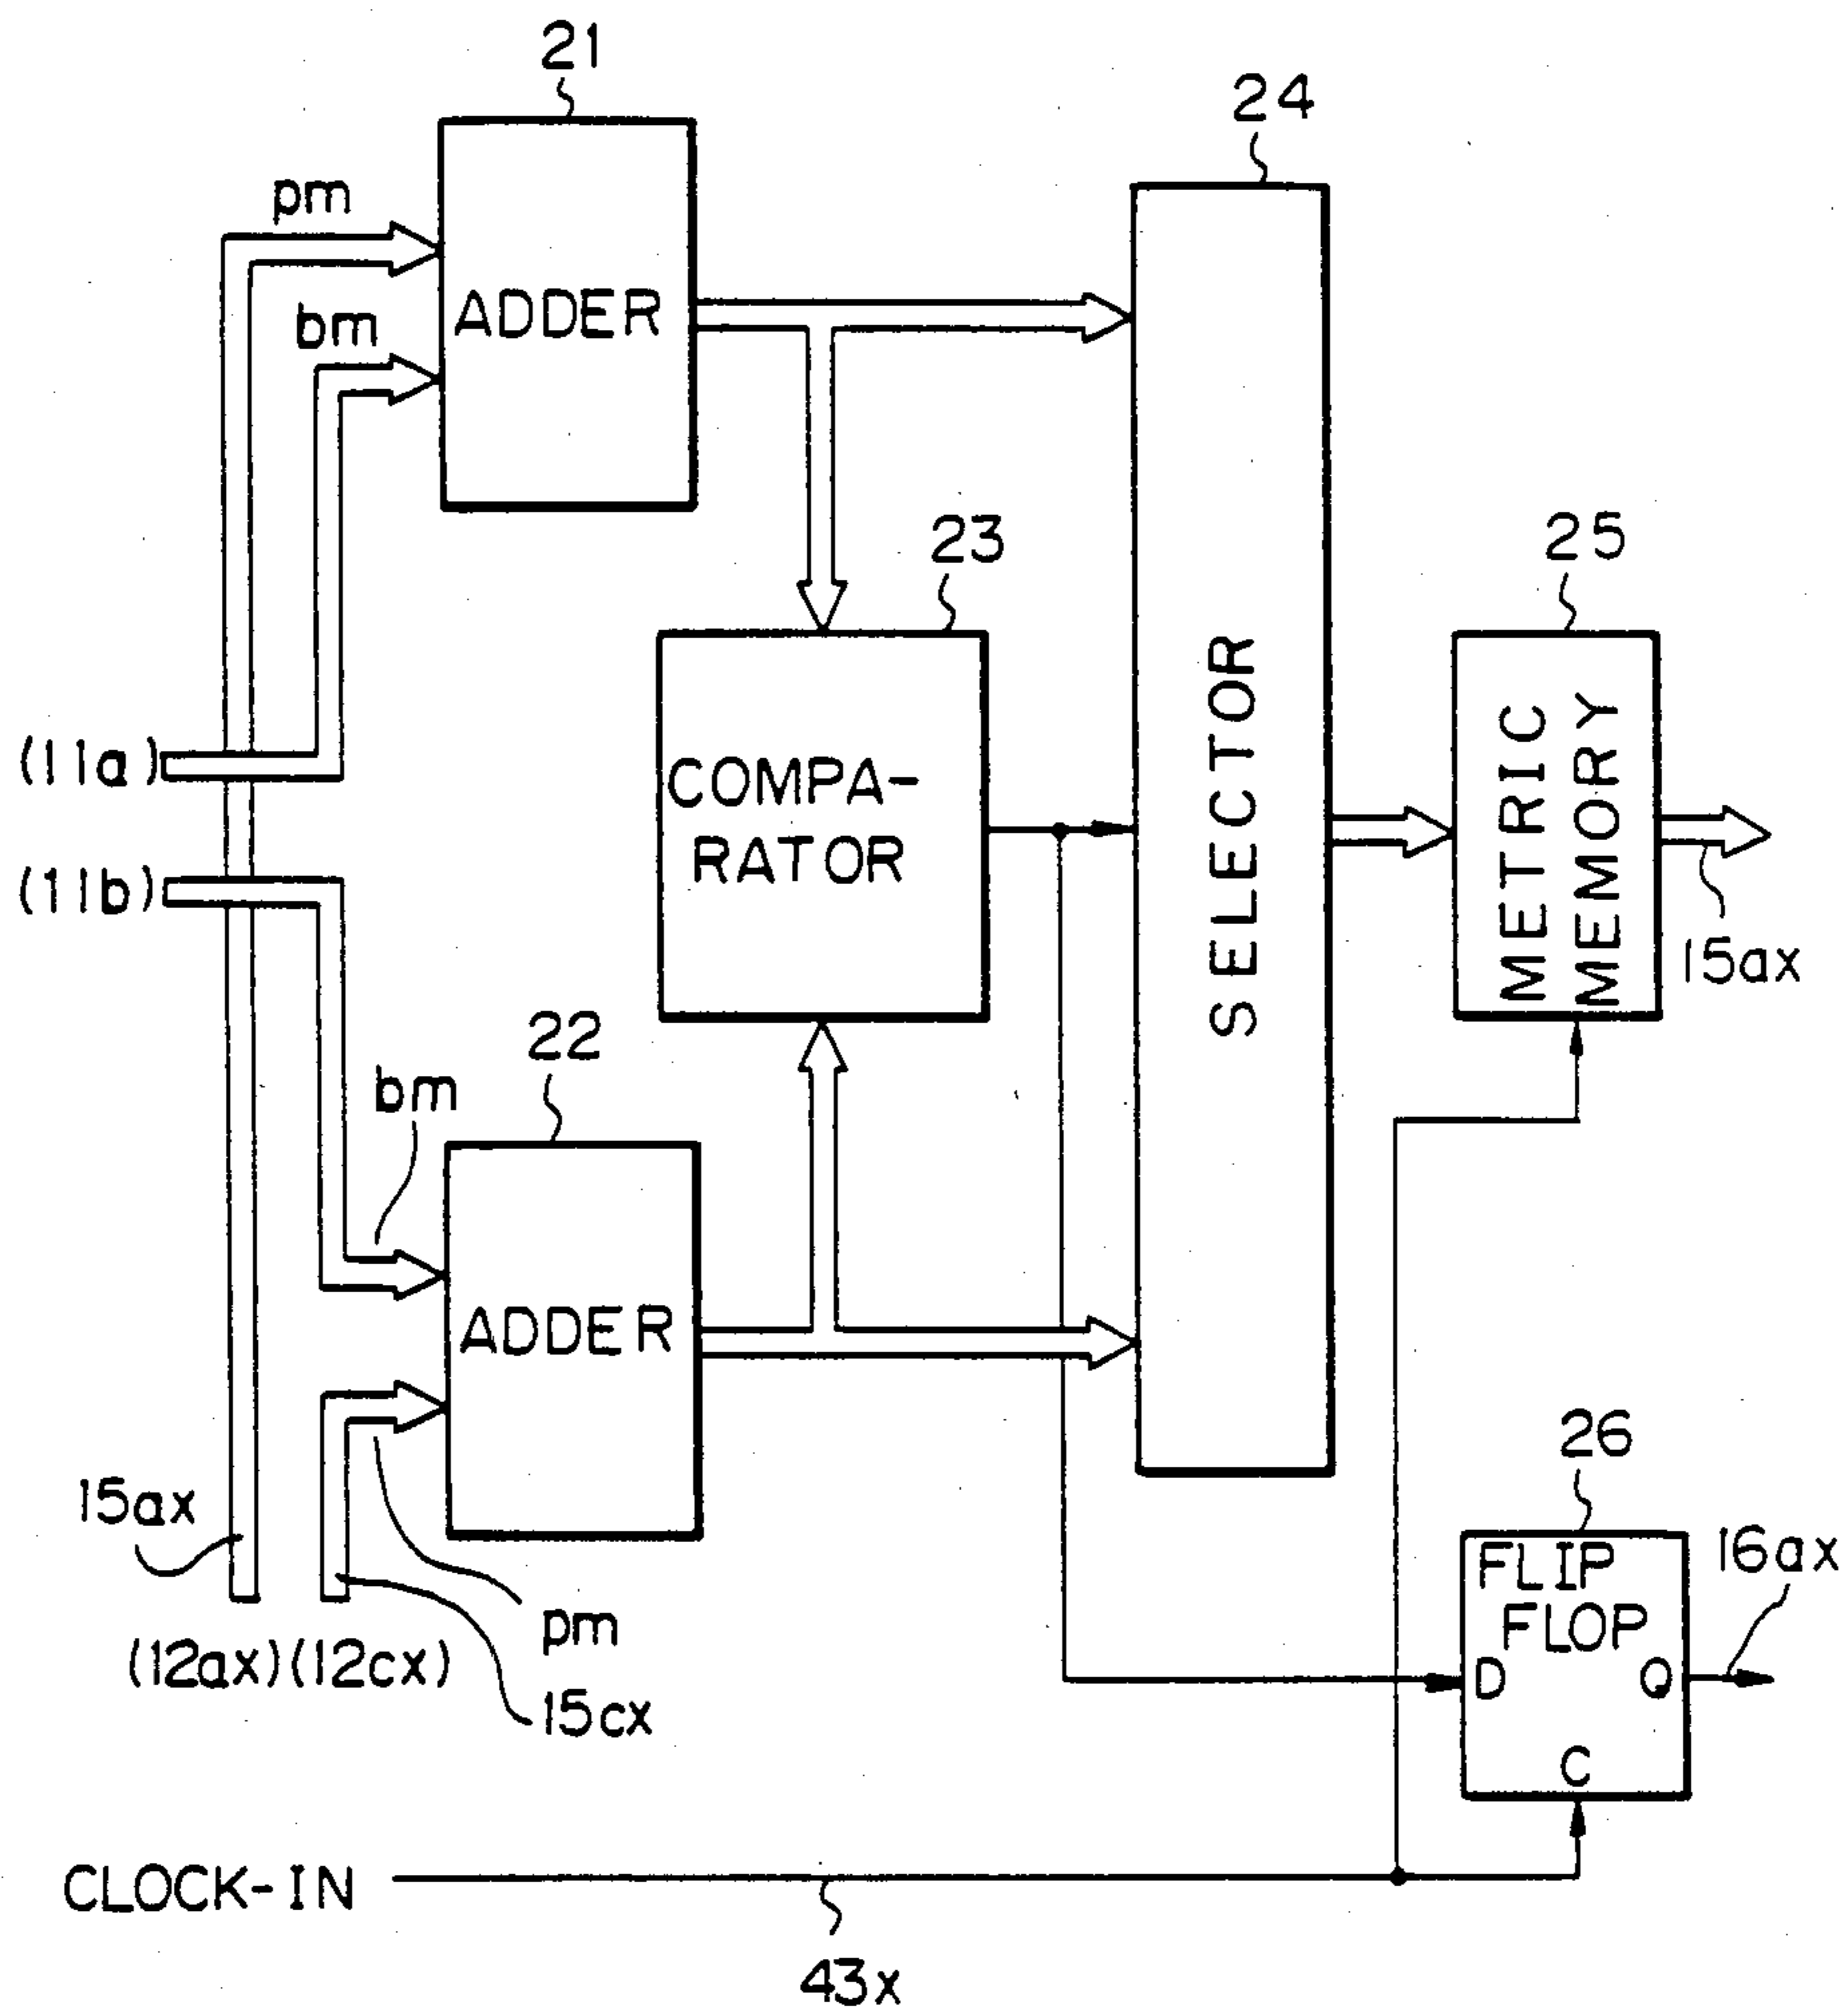 21
24
pm
bm
ADDER
23
25
(11a)
COMPA-
RATOR
SELECTOR
METRIC
MEMORY
(11b)
15ax
22
bm
ADDER
26
15ax
FLIP
FLOP
16ax
pm
(12ax)(12cx)
D
Q
15cx
C
CLOCK-IN
43x